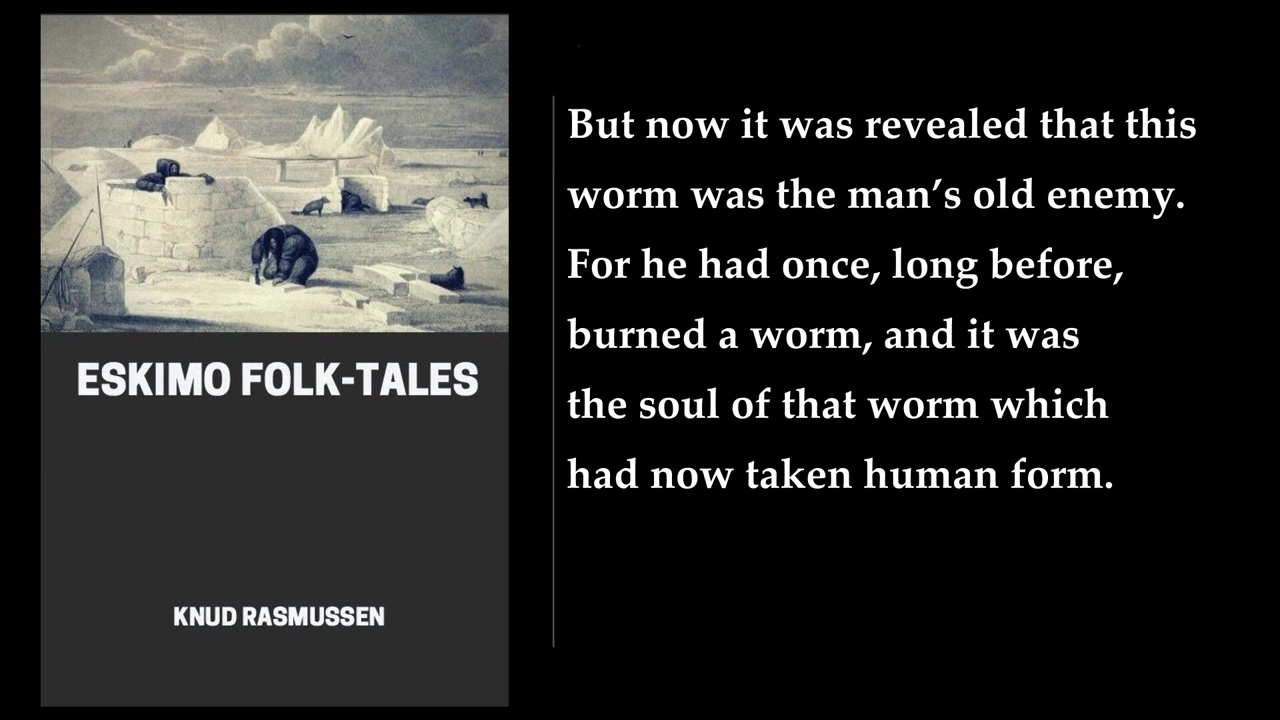 ESKIMO FOLK-TALES
KNUD RASMUSSEN
But now it was revealed that this
worm was the man’s old enemy.
For he had once, long before,
burned a worm, and it was
the soul of that worm which
had now taken human form.